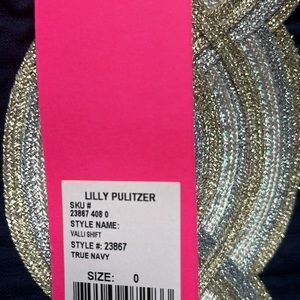 LILLY PULITZER
SKU #
23867 408 0
STYLE NAME:
VALLI SHIFT
STYLE #: 23867
TRUE NAVY
SIZE: 0